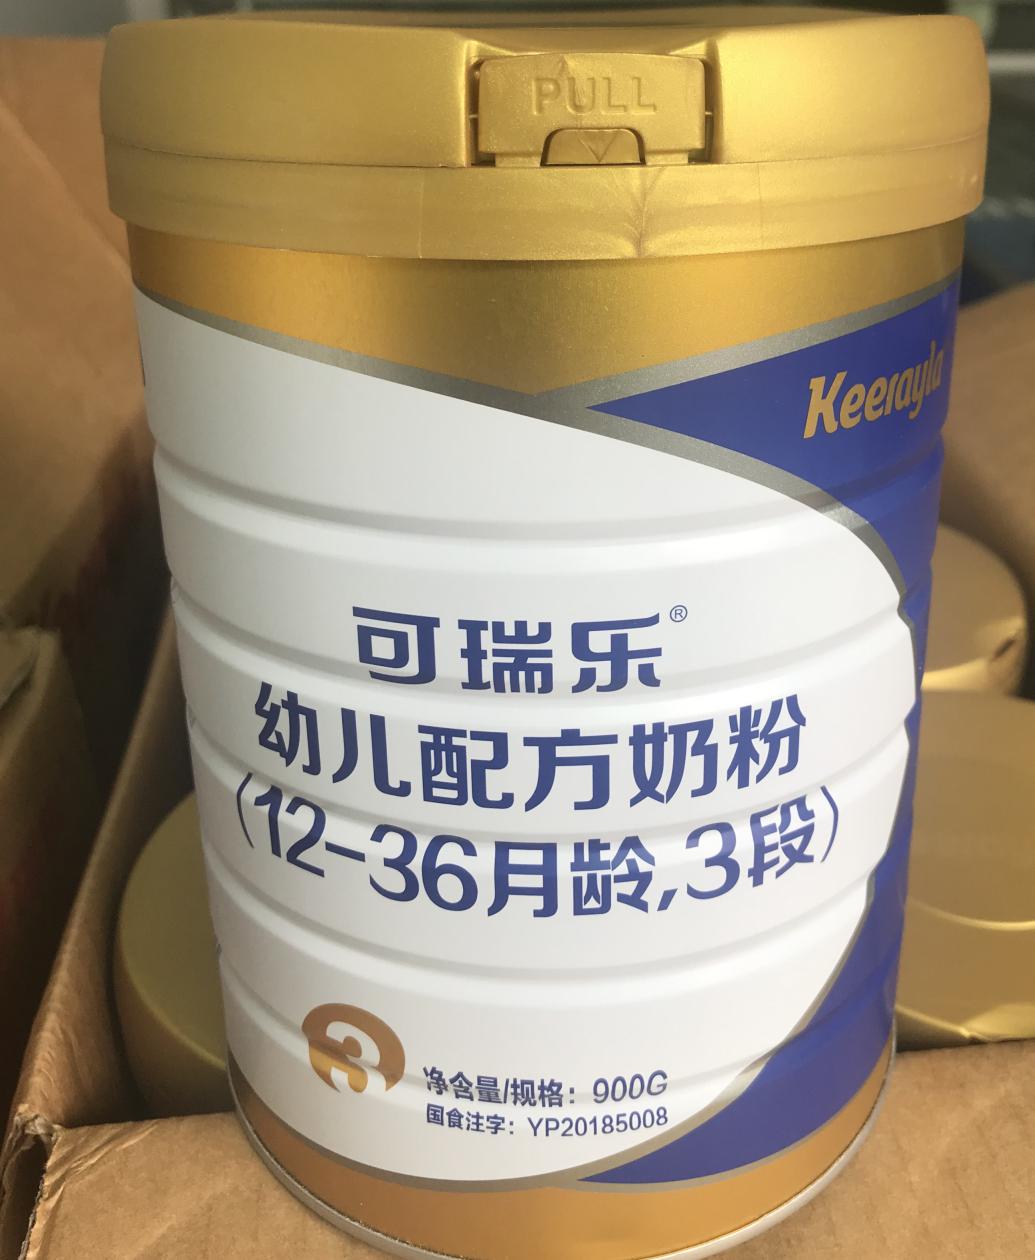 PULL
Keerayla
可瑞乐®
幼儿配方奶粉
(12-36月龄,3段)
3
净含量/规格：900G
国食注字：YP20185008